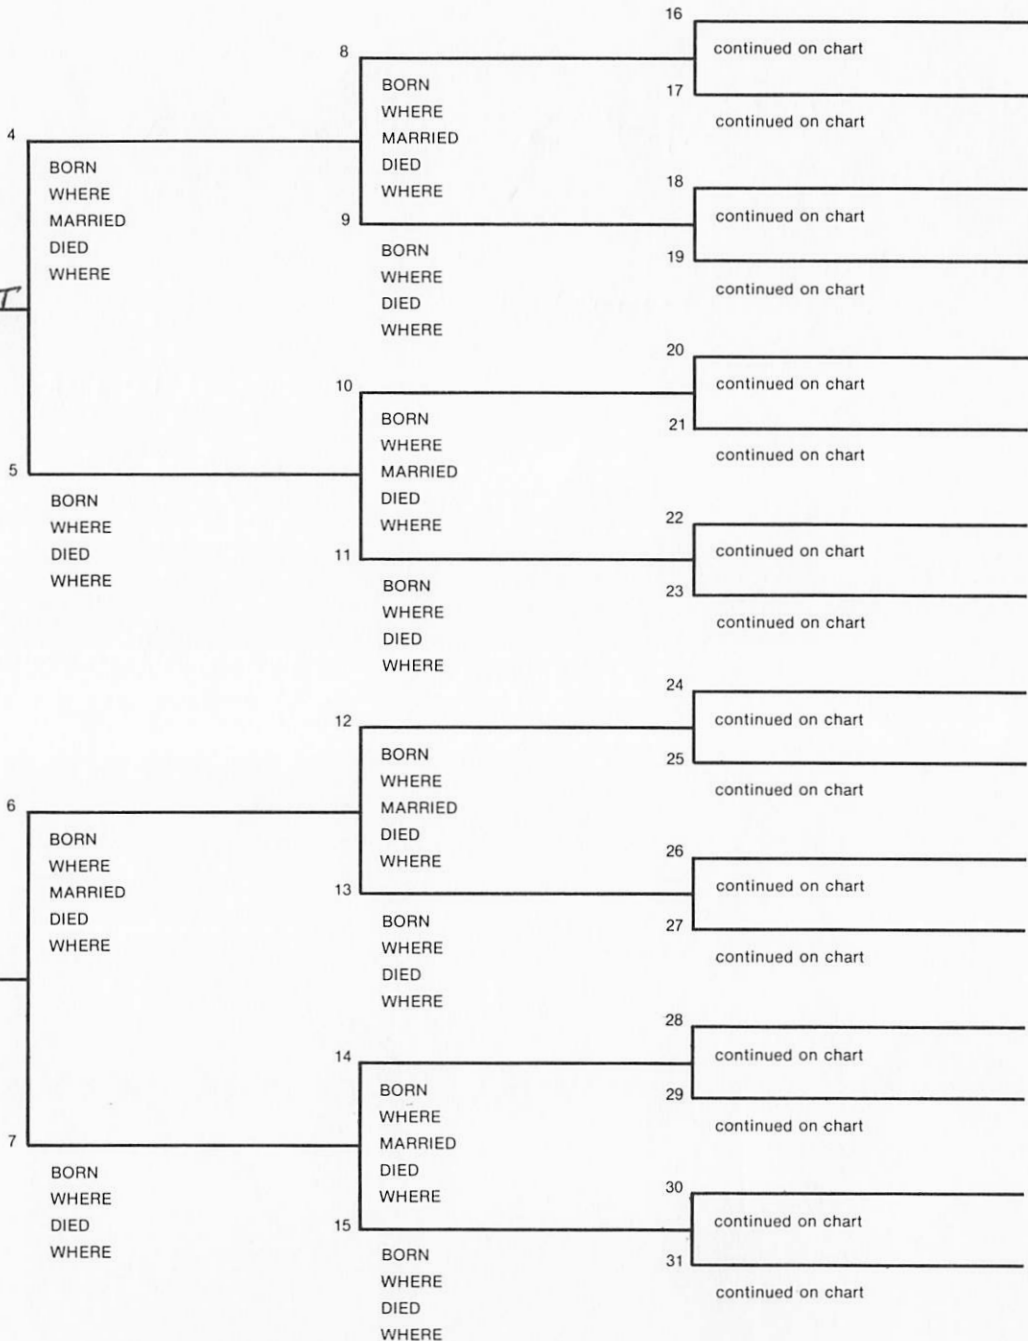 4
BORN
WHERE
MARRIED
DIED
WHERE
T
5
BORN
WHERE
DIED
WHERE
6
BORN
WHERE
MARRIED
DIED
WHERE
7
BORN
WHERE
DIED
WHERE
8
BORN
WHERE
MARRIED
DIED
WHERE
9
BORN
WHERE
DIED
WHERE
10
BORN
WHERE
MARRIED
DIED
WHERE
11
BORN
WHERE
DIED
WHERE
12
BORN
WHERE
MARRIED
DIED
WHERE
13
BORN
WHERE
DIED
WHERE
14
BORN
WHERE
MARRIED
DIED
WHERE
15
BORN
WHERE
DIED
WHERE
16
continued on chart
17
continued on chart
18
continued on chart
19
continued on chart
20
continued on chart
21
continued on chart
22
continued on chart
23
continued on chart
24
continued on chart
25
continued on chart
26
continued on chart
27
continued on chart
28
continued on chart
29
continued on chart
30
continued on chart
31
continued on chart